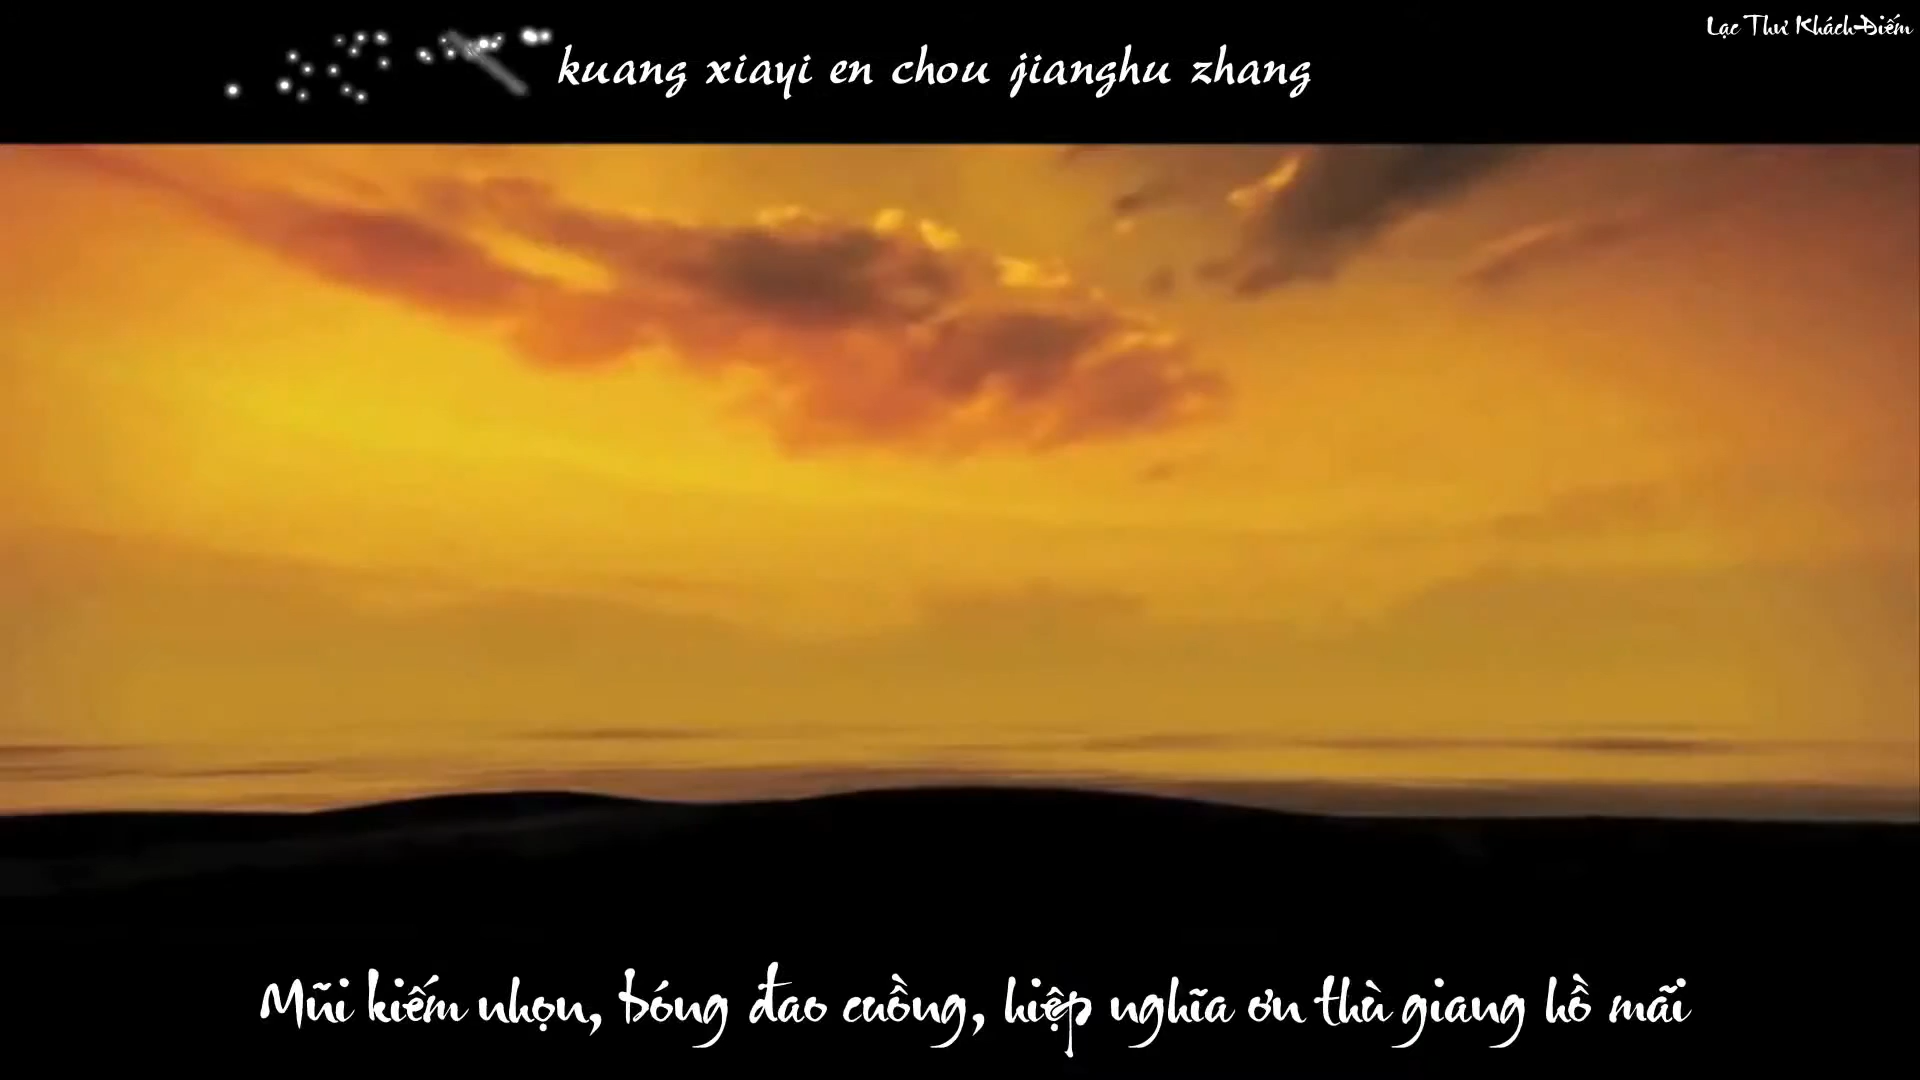 Lạc Thư Khách Điếm
kuang xiayi en chou jianghu zhang
Mũi kiếm nhọn, bóng đao cuồng, hiệp nghĩa ơn thù giang hồ mãi